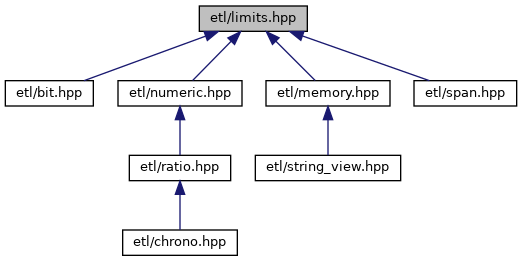 etl/limits.hpp
etl/bit.hpp
etl/numeric.hpp
etl/memory.hpp
etl/span.hpp
etl/ratio.hpp
etl/string_view.hpp
etl/chrono.hpp